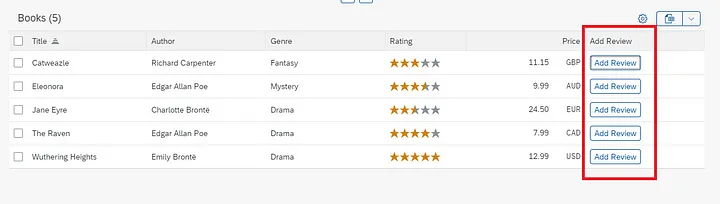 Books (5)
Title Author Genre Rating Price Add Review
Catweazle Richard Carpenter Fantasy 11.15 GBP Add Review
Eleonora Edgar Allan Poe Mystery 9.99 AUD Add Review
Jane Eyre Charlotte Brontë Drama 24.50 EUR Add Review
The Raven Edgar Allan Poe Drama 7.99 CAD Add Review
Wuthering Heights Emily Brontë Drama 12.99 USD Add Review